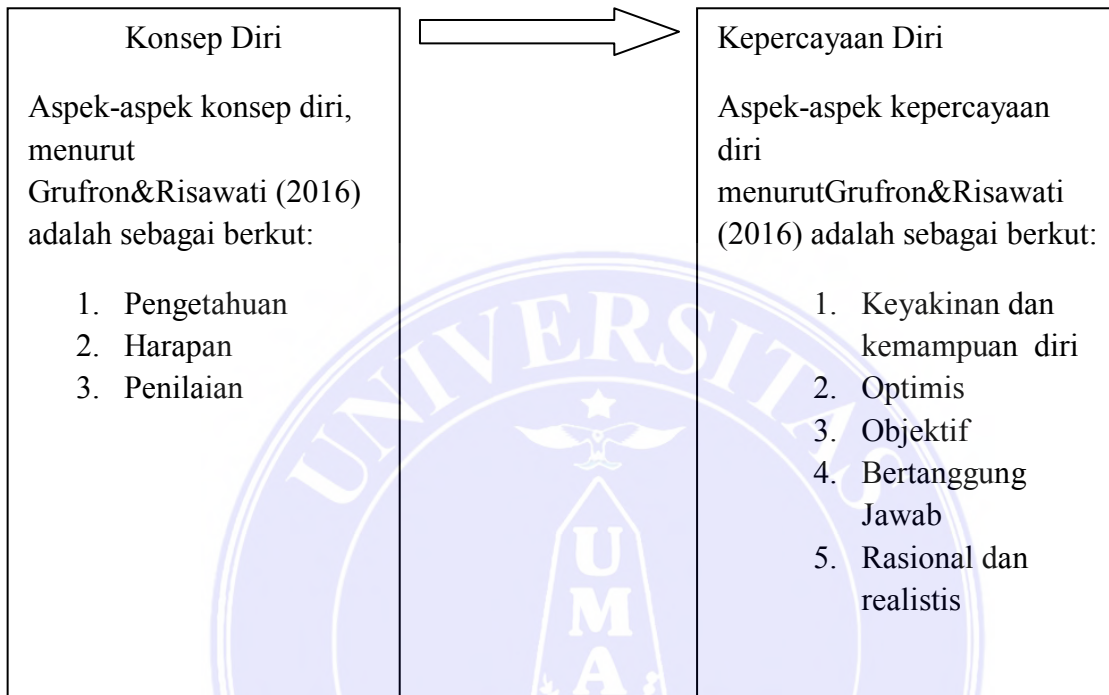 Konsep Diri
Aspek-aspek konsep diri,
menurut
Grufron&Risawati (2016)
adalah sebagai berkut:
1. Pengetahuan
2. Harapan
3. Penilaian
Kepercayaan Diri
Aspek-aspek kepercayaan
diri
menurutGrufron&Risawati
(2016) adalah sebagai berkut:
1. Keyakinan dan
kemampuan diri
2. Optimis
3. Objektif
4. Bertanggung
Jawab
5. Rasional dan
realistis
UNIVERSITAS
U
M
A